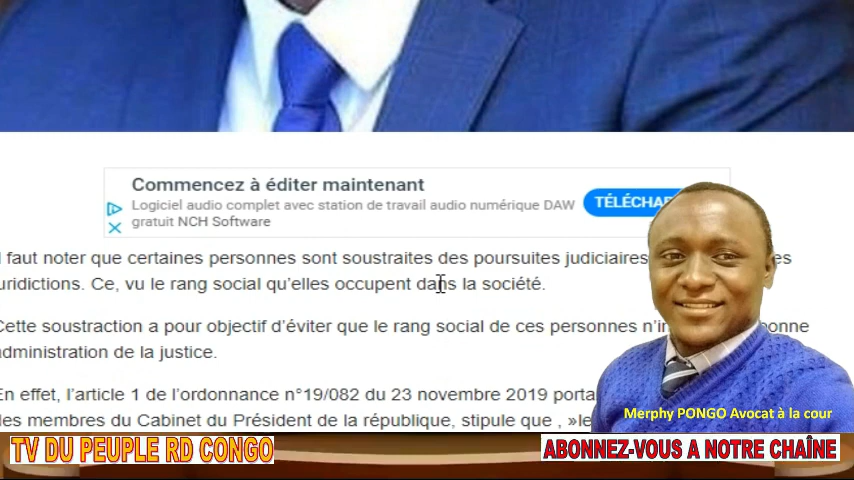 Commencez à éditer maintenant
Logiciel audio complet avec station de travail audio numérique DAW
gratuit NCH Software
TÉLÉCHAR
faut noter que certaines personnes sont soustraites des poursuites judiciaires
juridictions. Ce, vu le rang social qu'elles occupent dans la société.
Cette soustraction a pour objectif d'éviter que le rang social de ces personnes n'in onne
administration de la justice.
En effet, l'article 1 de l'ordonnance n°19/082 du 23 novembre 2019 porta
des membres du Cabinet du Président de la république, stipule que , »le
Merphy PONGO Avocat à la cour
TV DU PEUPLE RD CONGO
ABONNEZ-VOUS A NOTRE CHAÎNE